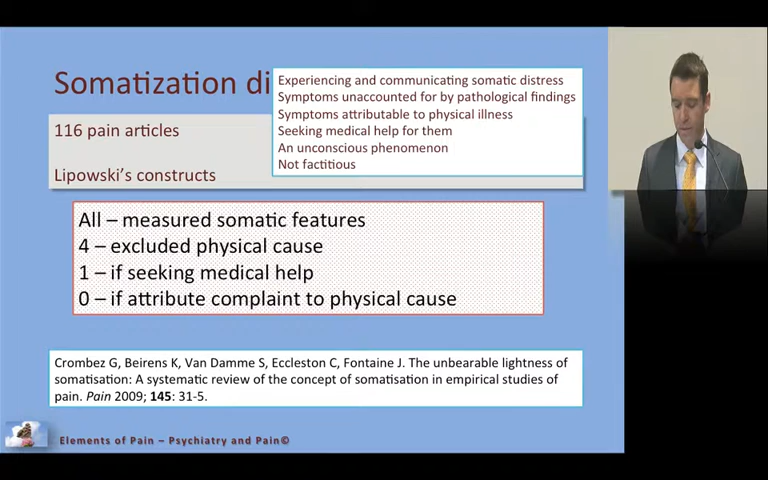 Somatization di
Experiencing and communicating somatic distress
Symptoms unaccounted for by pathological findings
Symptoms attributable to physical illness
Seeking medical help for them
An unconscious phenomenon
Not factitious
116 pain articles
Lipowski's constructs
All – measured somatic features
4 – excluded physical cause
1 – if seeking medical help
0 – if attribute complaint to physical cause
Crombez G, Beirens K, Van Damme S, Eccleston C, Fontaine J. The unbearable lightness of
somatisation: A systematic review of the concept of somatisation in empirical studies of
pain. Pain 2009; 145: 31-5.
Elements of Pain – Psychiatry and Pain©